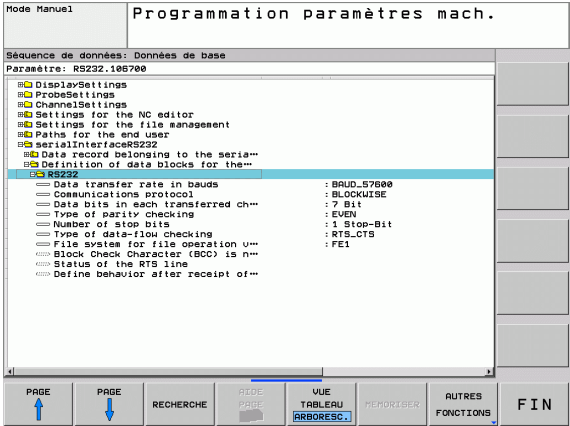 Mode Manuel
Programmation paramètres mach.
Séquence de données: Données de base
Paramètre: RS232.106700
DisplaySettings
ProbeSettings
ChannelSettings
Settings for the NC editor
Settings for the file management
Paths for the end user
serialInterfaceRS232
Data record belonging to the seria…
Definition of data blocks for the…
RS232
Data transfer rate in bauds : BAUD_57600
Communications protocol : BLOCKWISE
Data bits in each transferred ch… : 7 Bit
Type of parity checking : EVEN
Number of stop bits : 1 Stop-Bit
Type of data-flow checking : RTS_CTS
File system for file operation v… : FE1
Block Check Character (BCC) is n…
Status of the RTS line
Define behavior after receipt of…
PAGE
PAGE
RECHERCHE
AIDE
PAGE
VUE
TABLEAU
ARBORESC.
MEMORISER
AUTRES
FONCTIONS
FIN